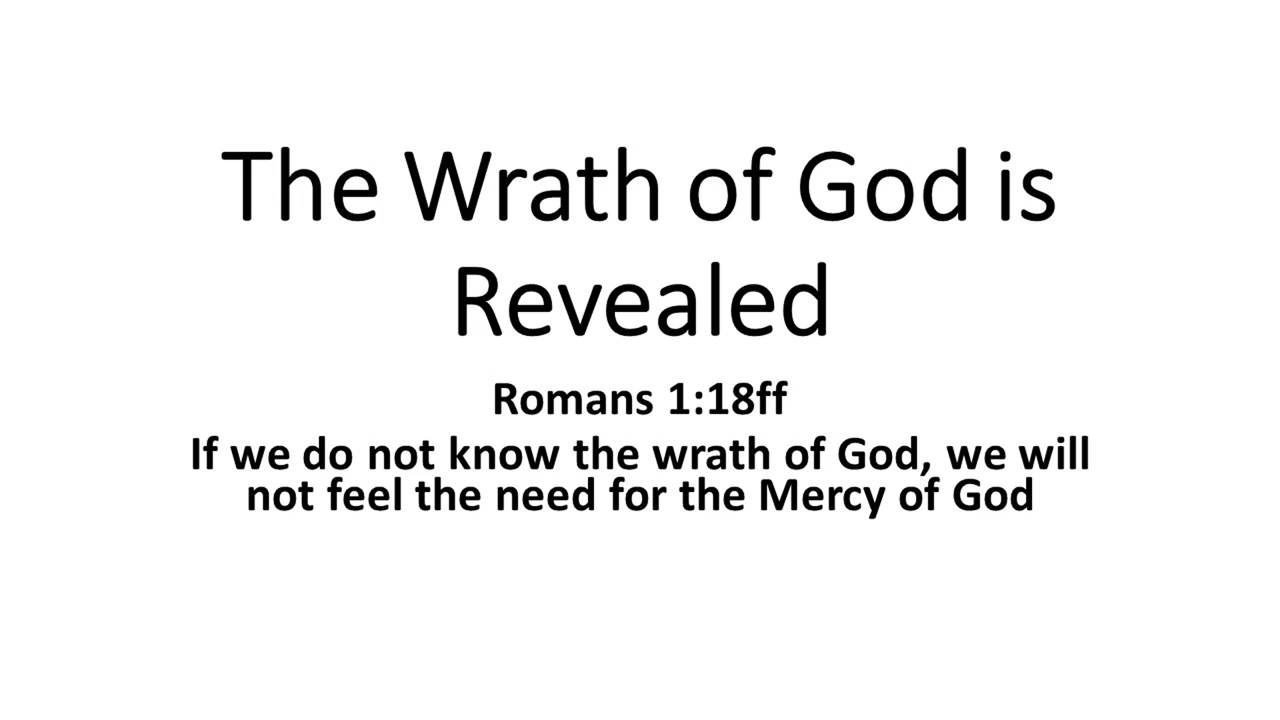 The Wrath of God is
Revealed
Romans 1:18ff
If we do not know the wrath of God, we will
not feel the need for the Mercy of God